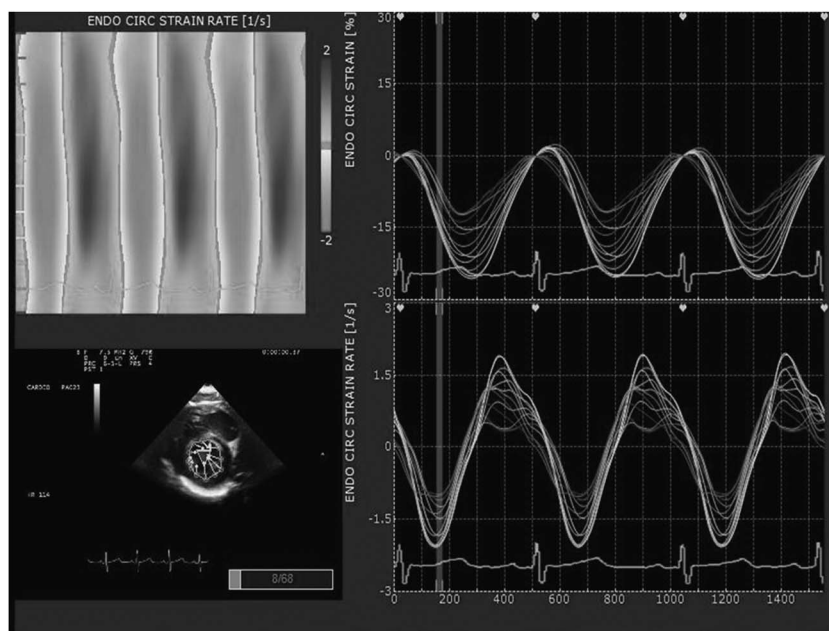 ENDO CIRC STRAIN RATE [1/s]
2
-2
ENDO CIRC STRAIN [%]
30
15
0
-15
-30
ENDO CIRC STRAIN RATE [1/s]
3
1.5
0
-1.5
-3
0 200 400 600 800 1000 1200 1400
CARDIO PAC23
8/68